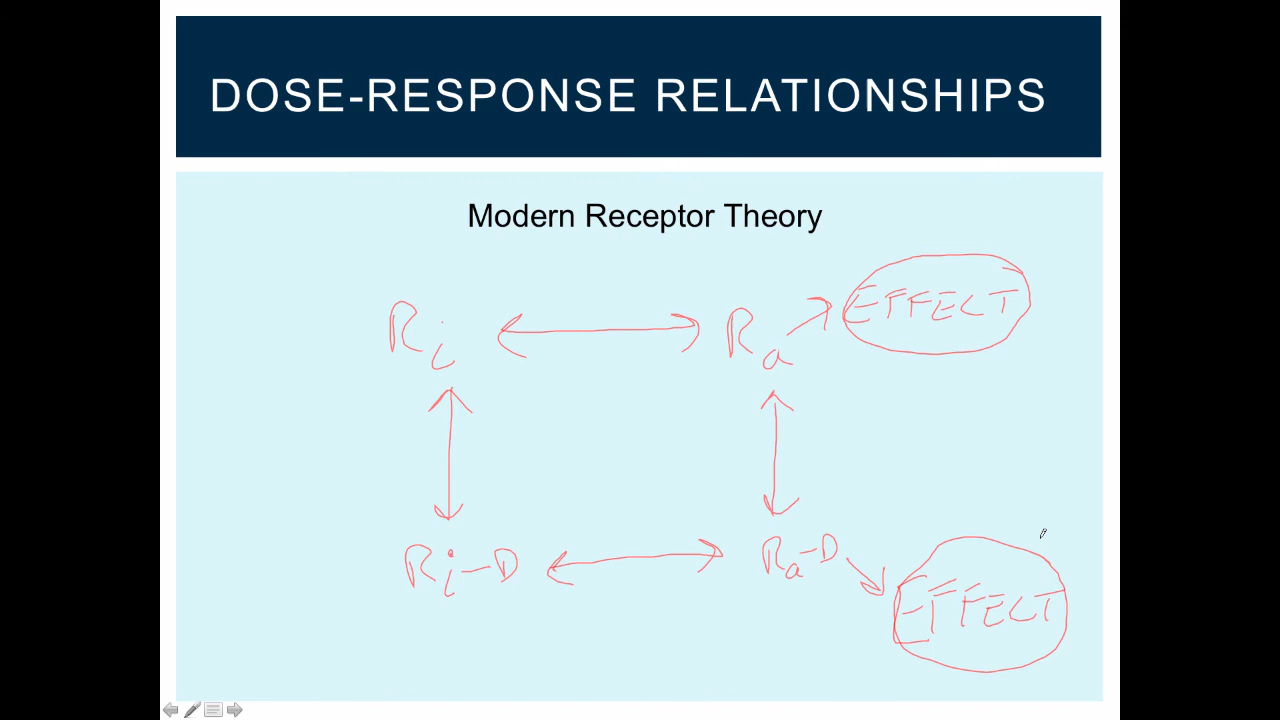 DOSE-RESPONSE RELATIONSHIPS
Modern Receptor Theory
Ri Ra EFFECT
Ri-D Ra-D EFFECT